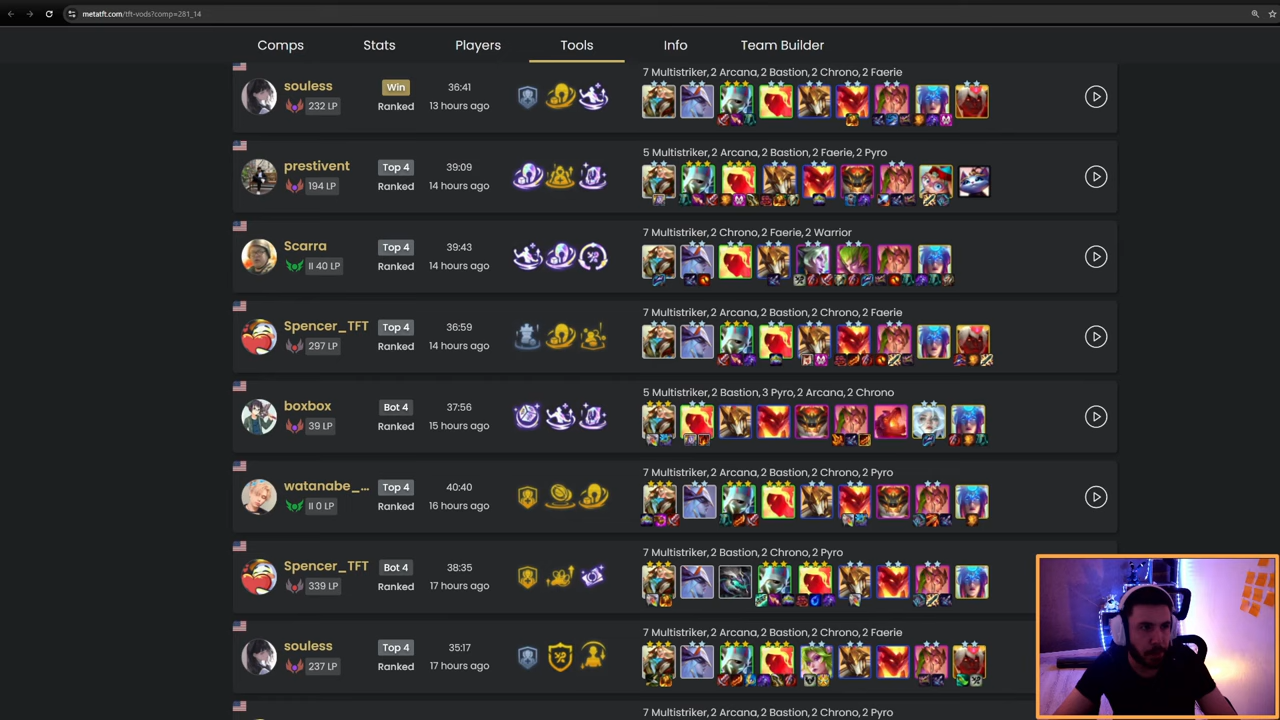 metatft.com/tft-vods?comp=281_14
Comps Stats Players Tools Info Team Builder
souless Win 36:41 7 Multistriker, 2 Arcana, 2 Bastion, 2 Chrono, 2 Faerie
232 LP Ranked 13 hours ago
prestivent Top 4 39:09 5 Multistriker, 2 Arcana, 2 Bastion, 2 Faerie, 2 Pyro
194 LP Ranked 14 hours ago
Scarra Top 4 39:43 7 Multistriker, 2 Chrono, 2 Faerie, 2 Warrior
II 40 LP Ranked 14 hours ago
Spencer_TFT Top 4 36:59 7 Multistriker, 2 Arcana, 2 Bastion, 2 Chrono, 2 Faerie
297 LP Ranked 14 hours ago
boxbox Bot 4 37:56 5 Multistriker, 2 Bastion, 3 Pyro, 2 Arcana, 2 Chrono
39 LP Ranked 15 hours ago
watanabe_... Top 4 40:40 7 Multistriker, 2 Arcana, 2 Bastion, 2 Chrono, 2 Pyro
II 0 LP Ranked 16 hours ago
Spencer_TFT Bot 4 38:35 7 Multistriker, 2 Bastion, 2 Chrono, 2 Pyro
339 LP Ranked 17 hours ago
souless Top 4 35:17 7 Multistriker, 2 Arcana, 2 Bastion, 2 Chrono, 2 Faerie
237 LP Ranked 17 hours ago
7 Multistriker, 2 Arcana, 2 Bastion, 2 Chrono, 2 Pyro